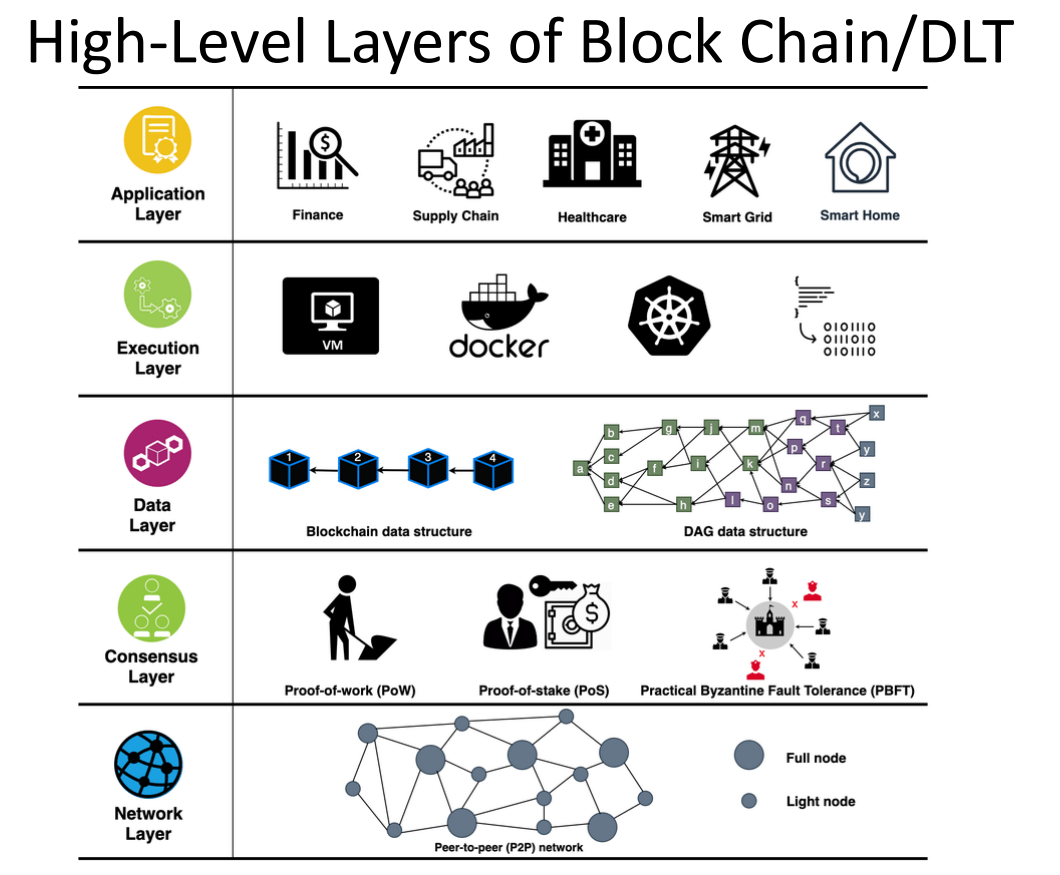 High-Level Layers of Block Chain/DLT
Application
Layer
$
Finance
Supply Chain
Healthcare
Smart Grid
Smart Home
Execution
Layer
VM
docker
{
}
0101110
0111010
010110
Data
Layer
1
2
3
4
Blockchain data structure
a
b
c
d
e
f
g
h
i
j
k
l
m
n
o
p
q
r
s
t
x
y
z
y
DAG data structure
Consensus
Layer
Proof-of-work (PoW)
$
Proof-of-stake (PoS)
x
x
Practical Byzantine Fault Tolerance (PBFT)
Network
Layer
Peer-to-peer (P2P) network
Full node
Light node